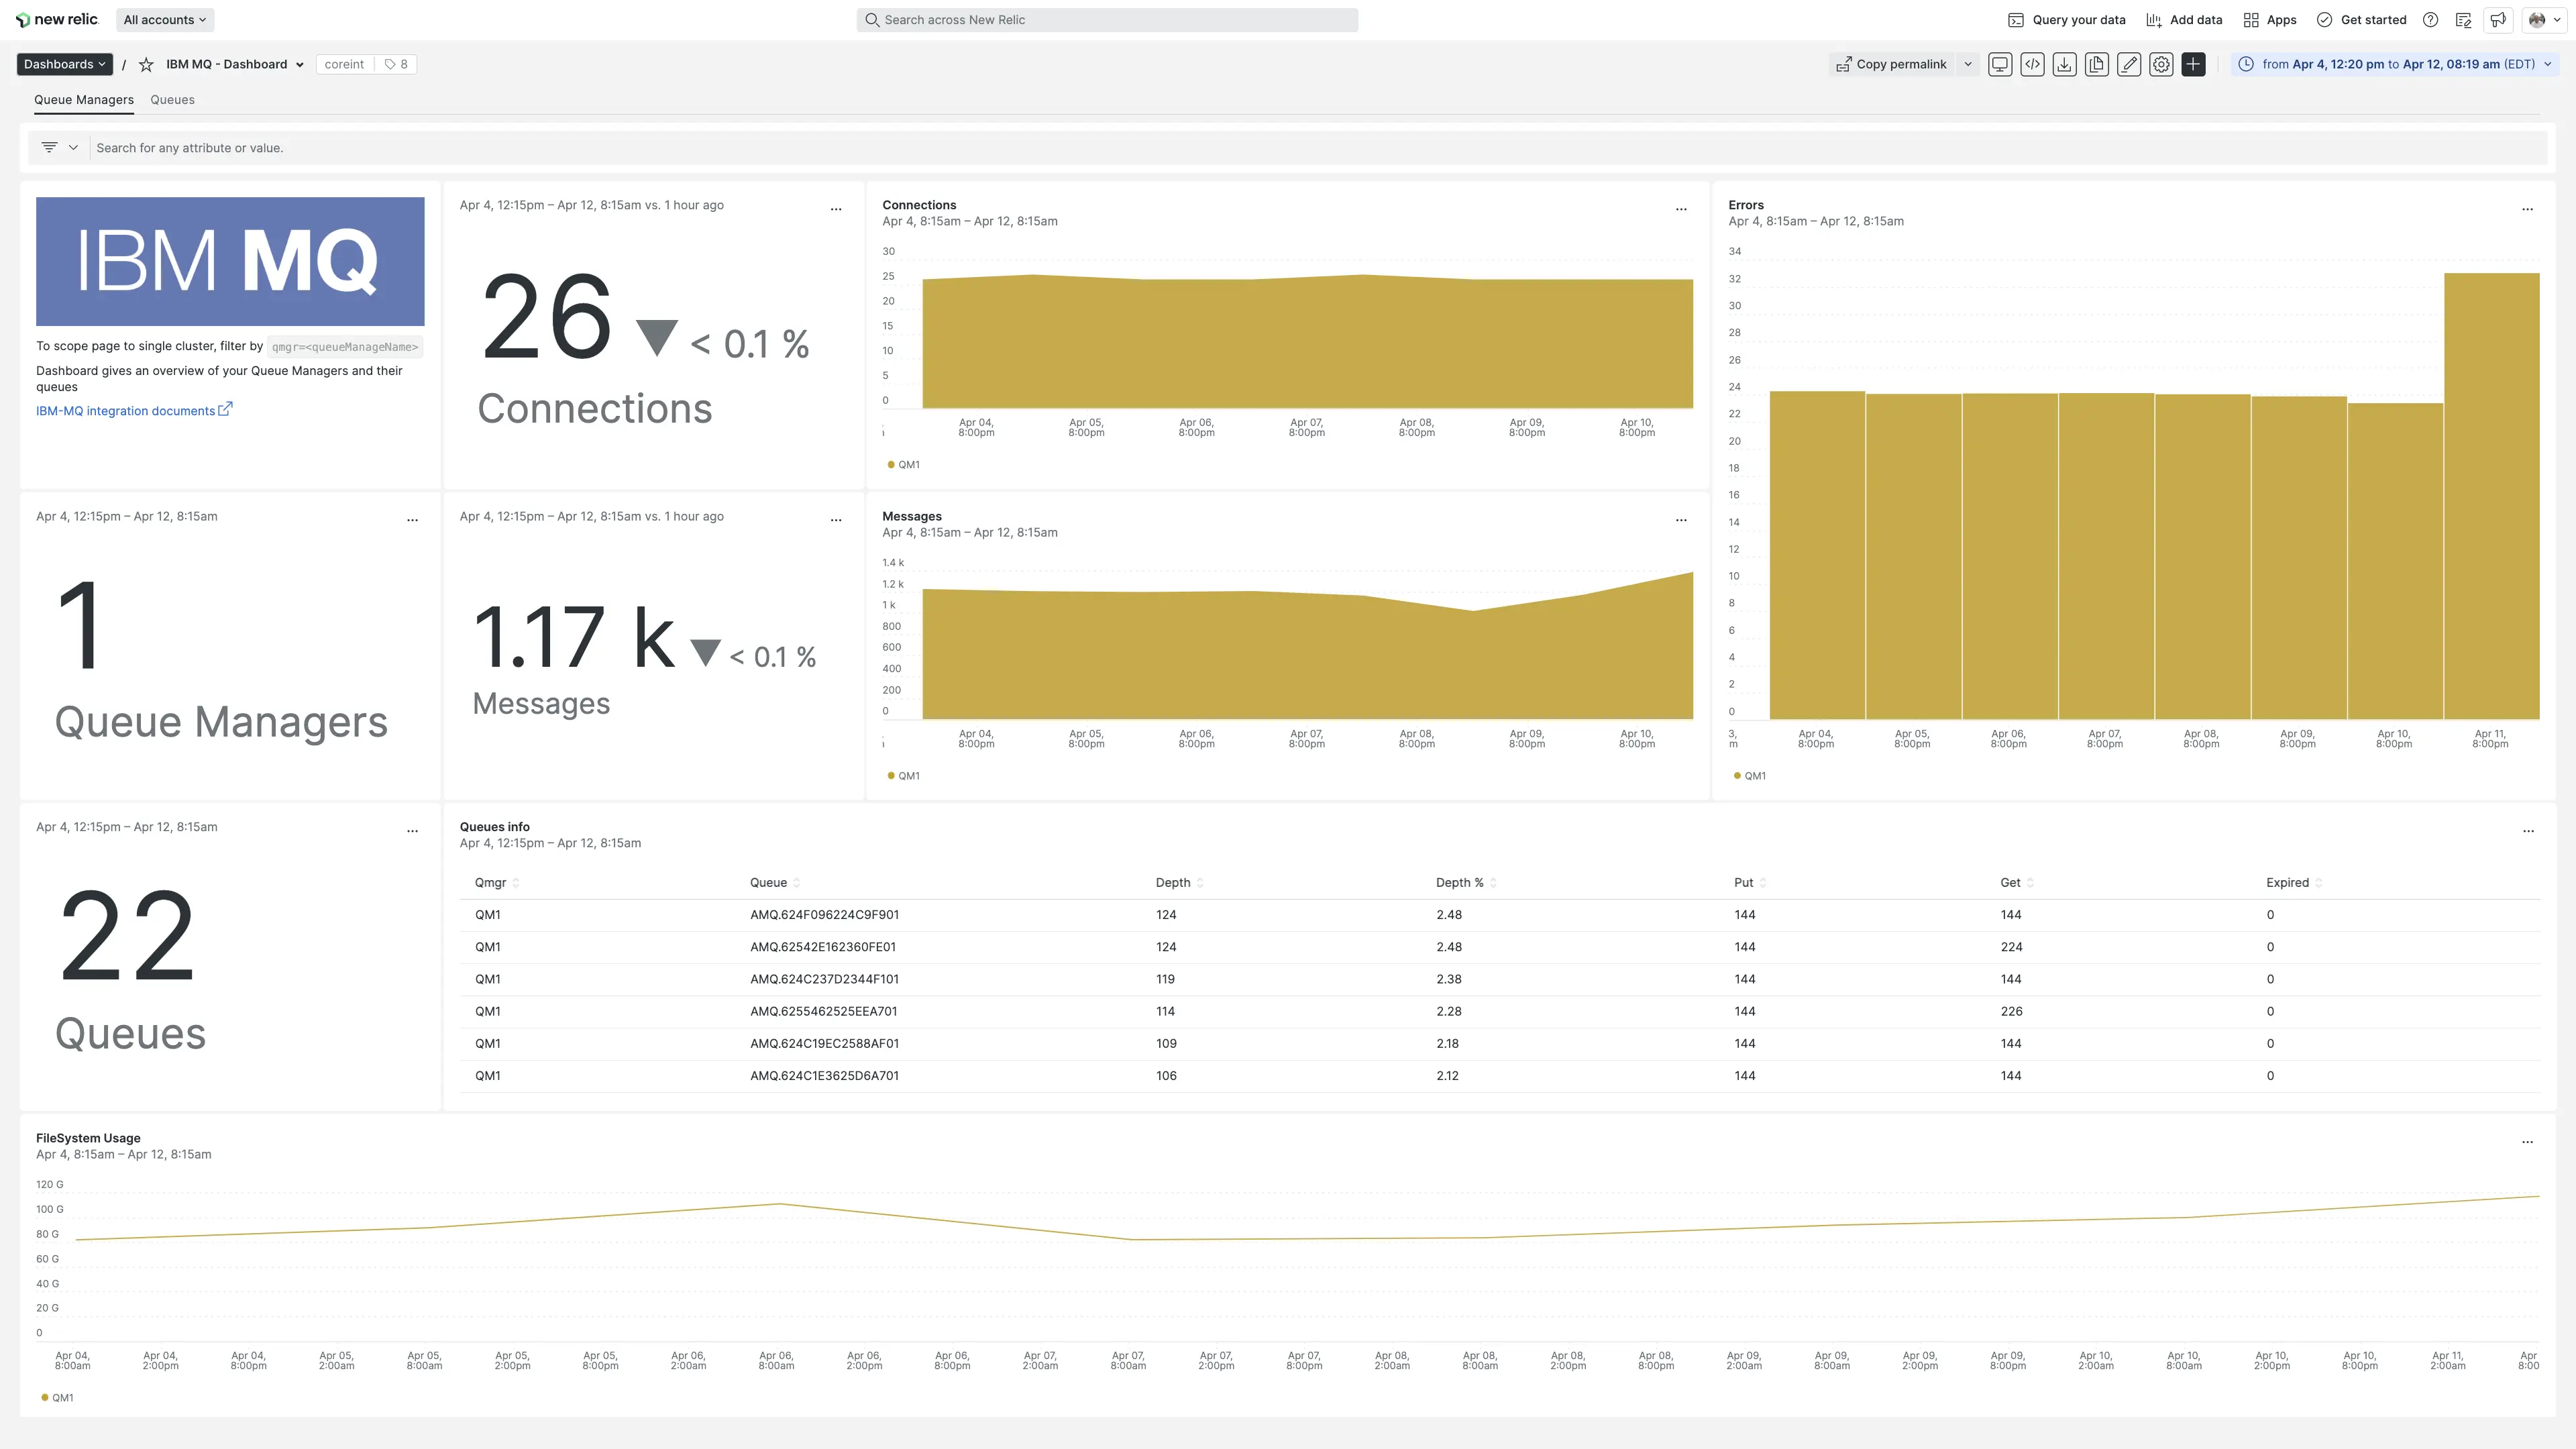 new relic.
All accounts
Search across New Relic
Query your data
Add data
Apps
Get started
Dashboards
/
IBM MQ - Dashboard
coreint
8
Copy permalink
from Apr 4, 12:20 pm to Apr 12, 08:19 am (EDT)
Queue Managers
Queues
Search for any attribute or value.
IBM MQ
To scope page to single cluster, filter by qmgr=<queueManageName>
Dashboard gives an overview of your Queue Managers and their
queues
IBM-MQ integration documents
Apr 4, 12:15pm – Apr 12, 8:15am vs. 1 hour ago
26 < 0.1 %
Connections
Connections
Apr 4, 8:15am – Apr 12, 8:15am
30
25
20
15
10
5
0
Apr 04, 8:00pm
Apr 05, 8:00pm
Apr 06, 8:00pm
Apr 07, 8:00pm
Apr 08, 8:00pm
Apr 09, 8:00pm
Apr 10, 8:00pm
QM1
Errors
Apr 4, 8:15am – Apr 12, 8:15am
34
32
30
28
26
24
22
20
18
16
14
12
10
8
6
4
2
0
3, m
Apr 04, 8:00pm
Apr 05, 8:00pm
Apr 06, 8:00pm
Apr 07, 8:00pm
Apr 08, 8:00pm
Apr 09, 8:00pm
Apr 10, 8:00pm
Apr 11, 8:00pm
QM1
Apr 4, 12:15pm – Apr 12, 8:15am
1
Queue Managers
Apr 4, 12:15pm – Apr 12, 8:15am vs. 1 hour ago
1.17 k < 0.1 %
Messages
Messages
Apr 4, 8:15am – Apr 12, 8:15am
1.4 k
1.2 k
1 k
800
600
400
200
0
Apr 04, 8:00pm
Apr 05, 8:00pm
Apr 06, 8:00pm
Apr 07, 8:00pm
Apr 08, 8:00pm
Apr 09, 8:00pm
Apr 10, 8:00pm
QM1
Apr 4, 12:15pm – Apr 12, 8:15am
22
Queues
Queues info
Apr 4, 12:15pm – Apr 12, 8:15am
Qmgr Queue Depth Depth % Put Get Expired
QM1 AMQ.624F096224C9F901 124 2.48 144 144 0
QM1 AMQ.62542E162360FE01 124 2.48 144 224 0
QM1 AMQ.624C237D2344F101 119 2.38 144 144 0
QM1 AMQ.6255462525EEA701 114 2.28 144 226 0
QM1 AMQ.624C19EC2588AF01 109 2.18 144 144 0
QM1 AMQ.624C1E3625D6A701 106 2.12 144 144 0
FileSystem Usage
Apr 4, 8:15am – Apr 12, 8:15am
120 G
100 G
80 G
60 G
40 G
20 G
0
Apr 04, 8:00am
Apr 04, 2:00pm
Apr 04, 8:00pm
Apr 05, 2:00am
Apr 05, 8:00am
Apr 05, 2:00pm
Apr 05, 8:00pm
Apr 06, 2:00am
Apr 06, 8:00am
Apr 06, 2:00pm
Apr 06, 8:00pm
Apr 07, 2:00am
Apr 07, 8:00am
Apr 07, 2:00pm
Apr 07, 8:00pm
Apr 08, 2:00am
Apr 08, 8:00am
Apr 08, 2:00pm
Apr 08, 8:00pm
Apr 09, 2:00am
Apr 09, 8:00am
Apr 09, 2:00pm
Apr 09, 8:00pm
Apr 10, 2:00am
Apr 10, 8:00am
Apr 10, 2:00pm
Apr 10, 8:00pm
Apr 11, 2:00am
Apr 8:00
QM1